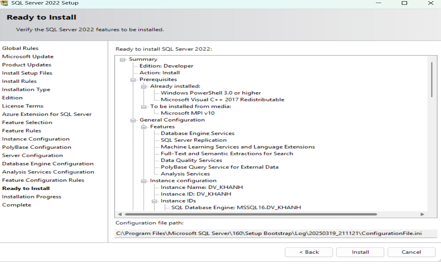 SQL Server 2022 Setup
Ready to Install
Verify the SQL Server 2022 features to be installed.
Global Rules
Microsoft Update
Product Updates
Install Setup Files
Install Rules
Installation Type
Edition
License Terms
Azure Extension for SQL Server
Feature Selection
Feature Rules
Instance Configuration
PolyBase Configuration
Server Configuration
Database Engine Configuration
Analysis Services Configuration
Feature Configuration Rules
Ready to Install
Installation Progress
Complete
Ready to install SQL Server 2022:
Summary
Edition: Developer
Action: Install
Prerequisites
Already installed:
Windows PowerShell 3.0 or higher
Microsoft Visual C++ 2017 Redistributable
To be installed from media:
Microsoft MPI v10
General Configuration
Features
Database Engine Services
SQL Server Replication
Machine Learning Services and Language Extensions
Full-Text and Semantic Extractions for Search
Data Quality Services
PolyBase Query Service for External Data
Analysis Services
Instance configuration
Instance Name: DV_KHANH
Instance ID: DV_KHANH
Instance IDs
SQL Database Engine: MSSQL16.DV_KHANH
Configuration file path:
C:\Program Files\Microsoft SQL Server\160\Setup Bootstrap\Log\20250319_211121\ConfigurationFile.ini
< Back
Install
Cancel